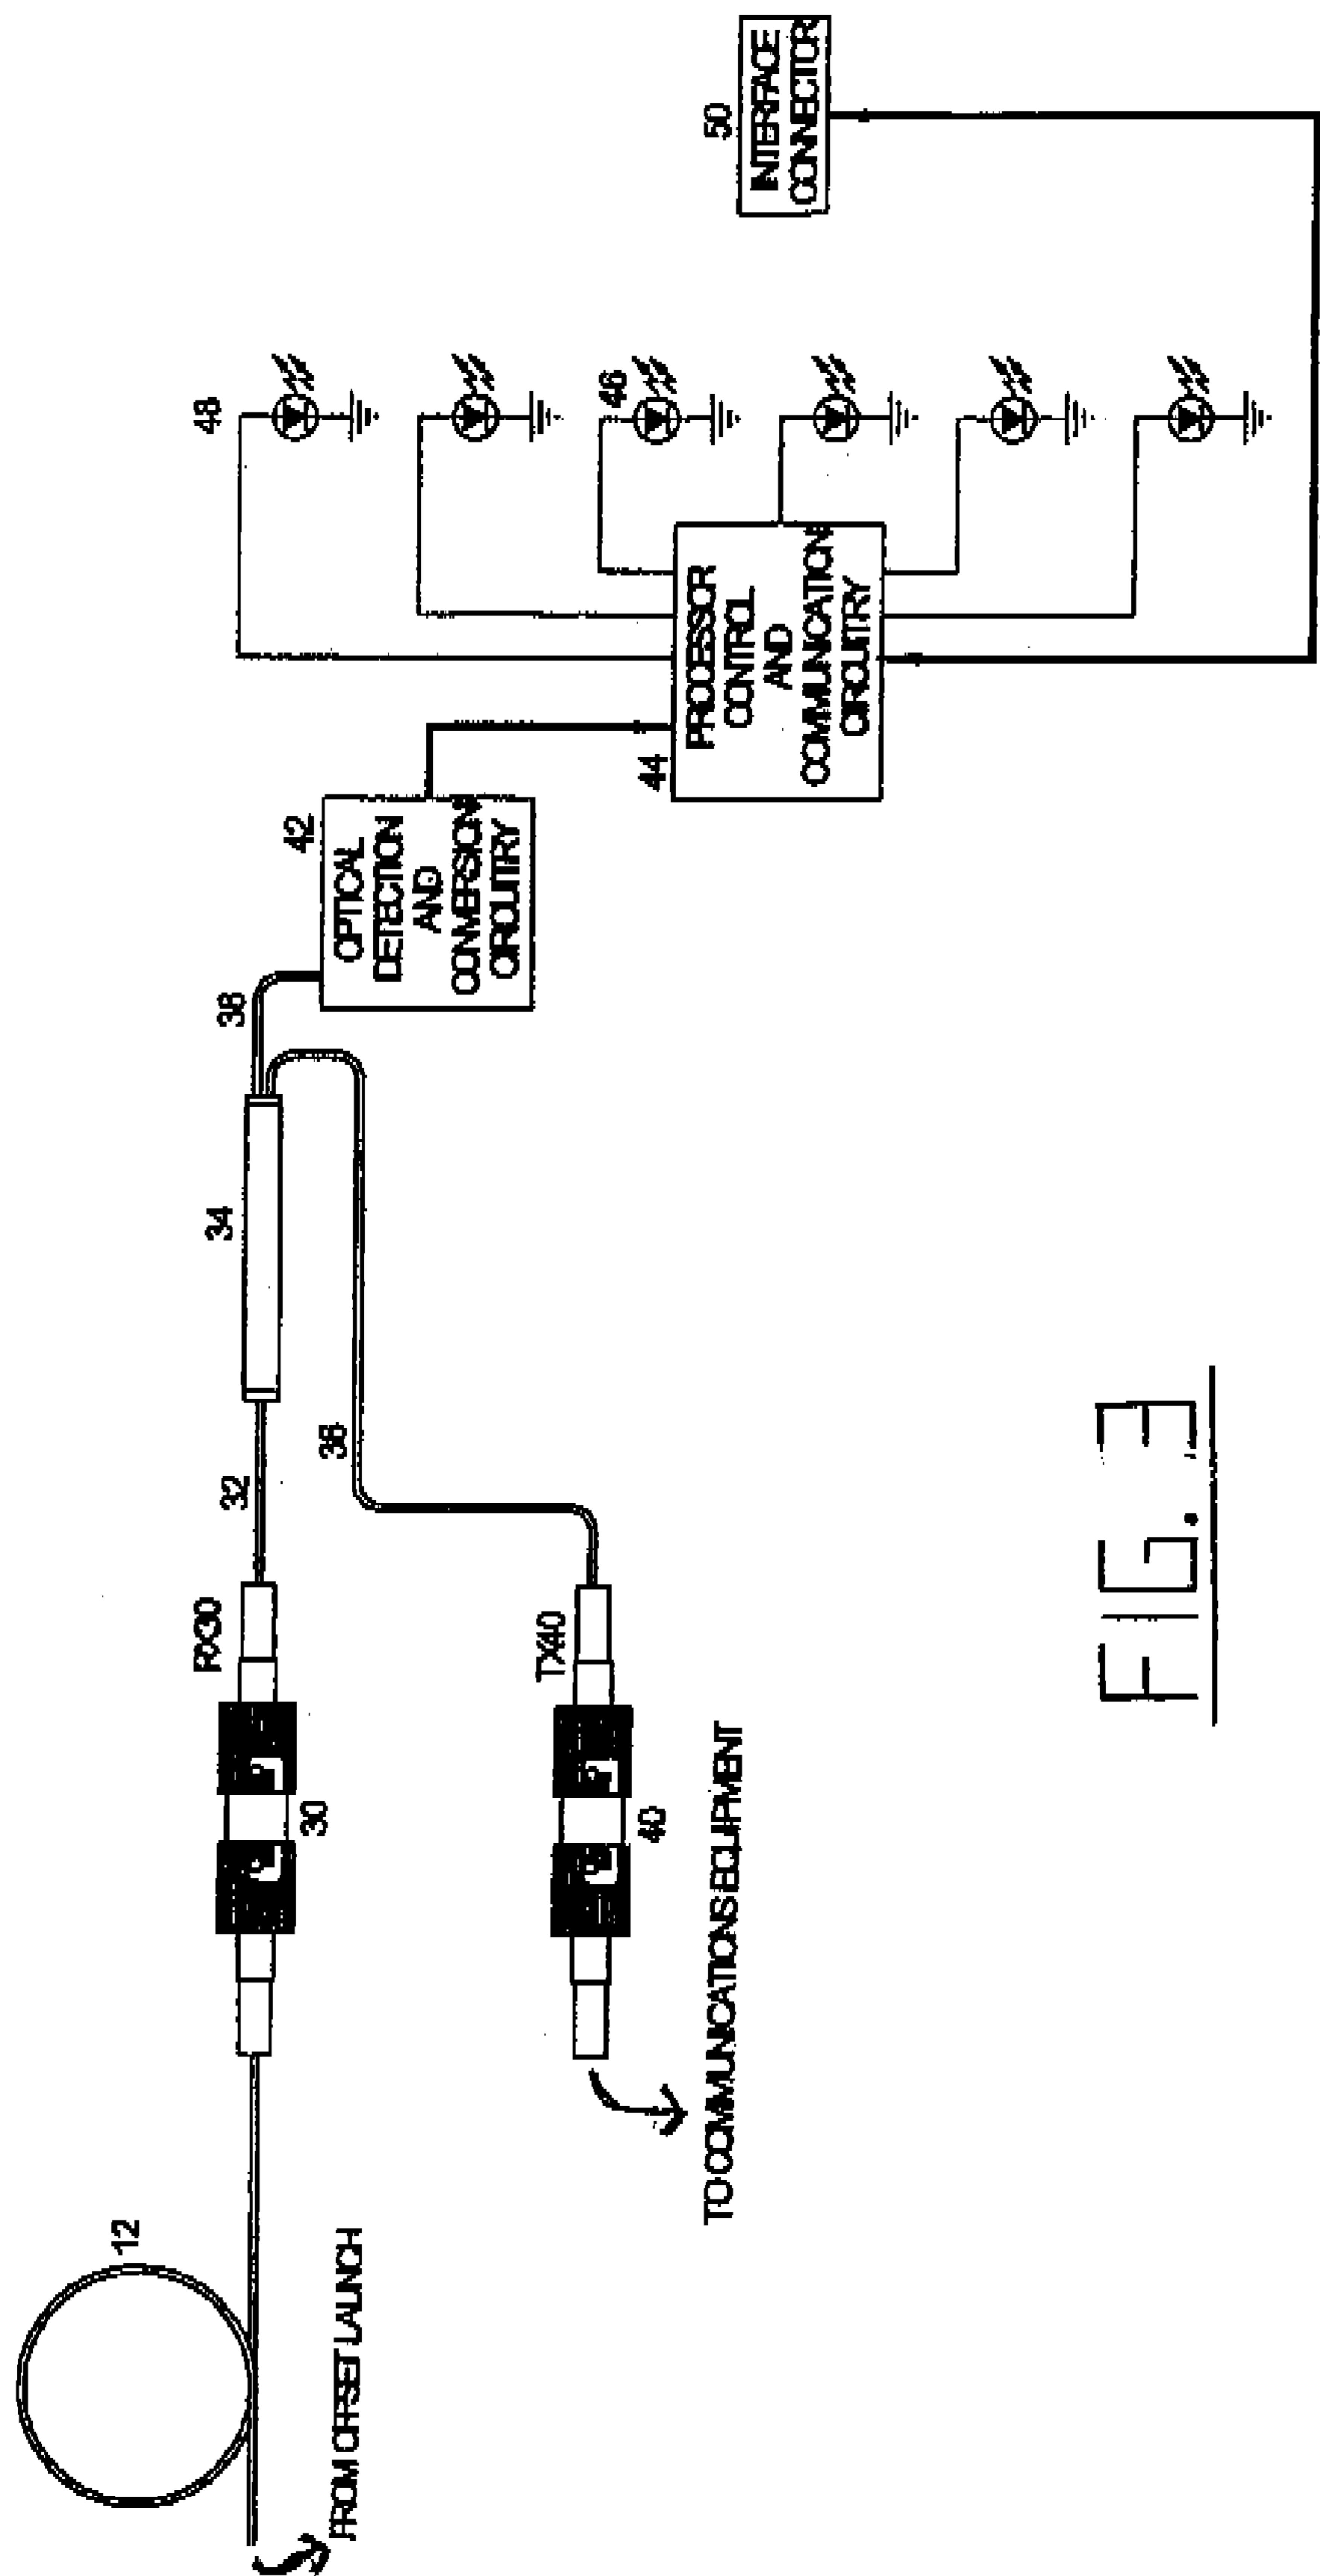 12
FROM OFFSET LAUNCH
30
RX30
32
34
38
36
TX40
40
TO COMMUNICATIONS EQUIPMENT
42
OPTICAL
DETECTION
AND
CONVERSION
CIRCUITRY
44
PROCESSOR
CONTROL
AND
COMMUNICATION
CIRCUITRY
48
46
50
INTERFACE
CONNECTOR
FIG. 3